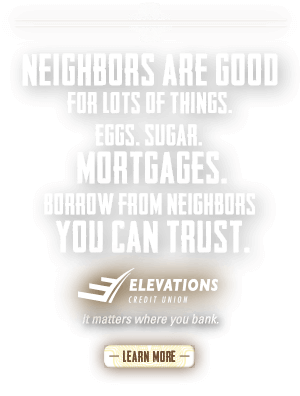 NEIGHBORS ARE GOOD
FOR LOTS OF THINGS.
EGGS. SUGAR.
MORTGAGES.
BORROW FROM NEIGHBORS
YOU CAN TRUST.
ELEVATIONS
CREDIT UNION
It matters where you bank.
LEARN MORE